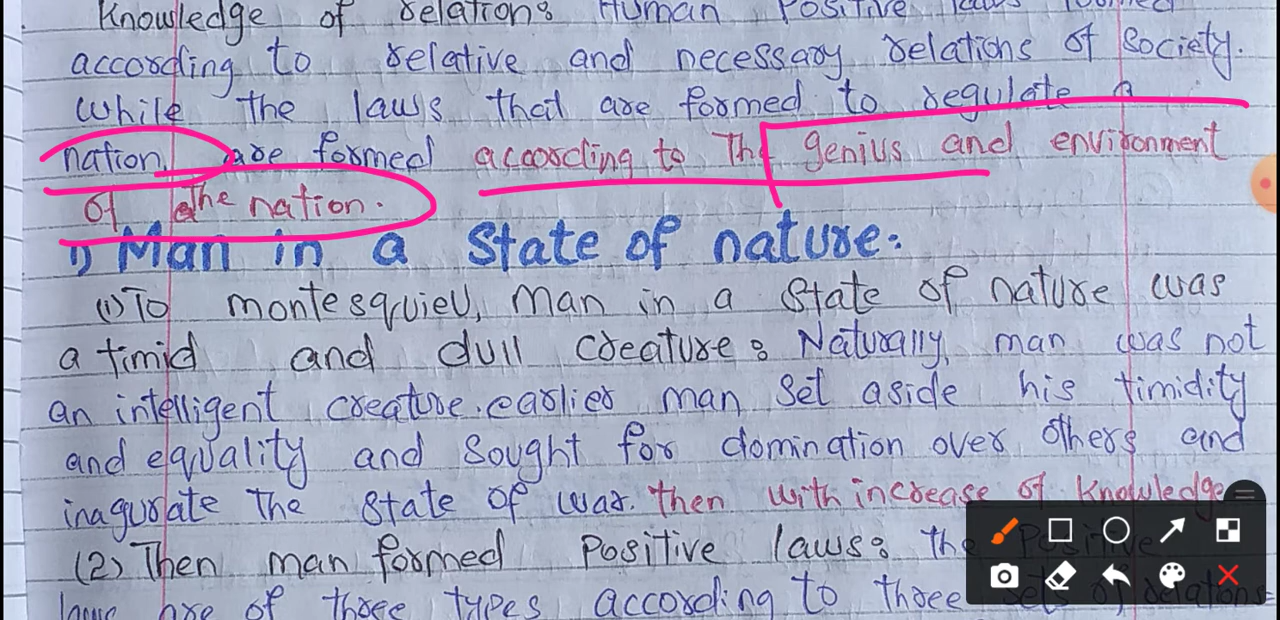 Knowledge of relation: Human Positive laws formed
according to relative and necessary relations of society.
while the laws that are formed to regulate a
nation, are formed according to the genius and environment
of the nation.
1) Man in a State of nature:
(1) To montesquieu, man in a State of nature was
a timid and dull creature: Naturally, man was not
an intelligent creature. earlier man set aside his timidity
and equality and sought for domination over others and
inagurate the state of war. then with increase of knowledge
(2) Then man formed Positive laws: the Positive
laws are of three types according to three sets of relations